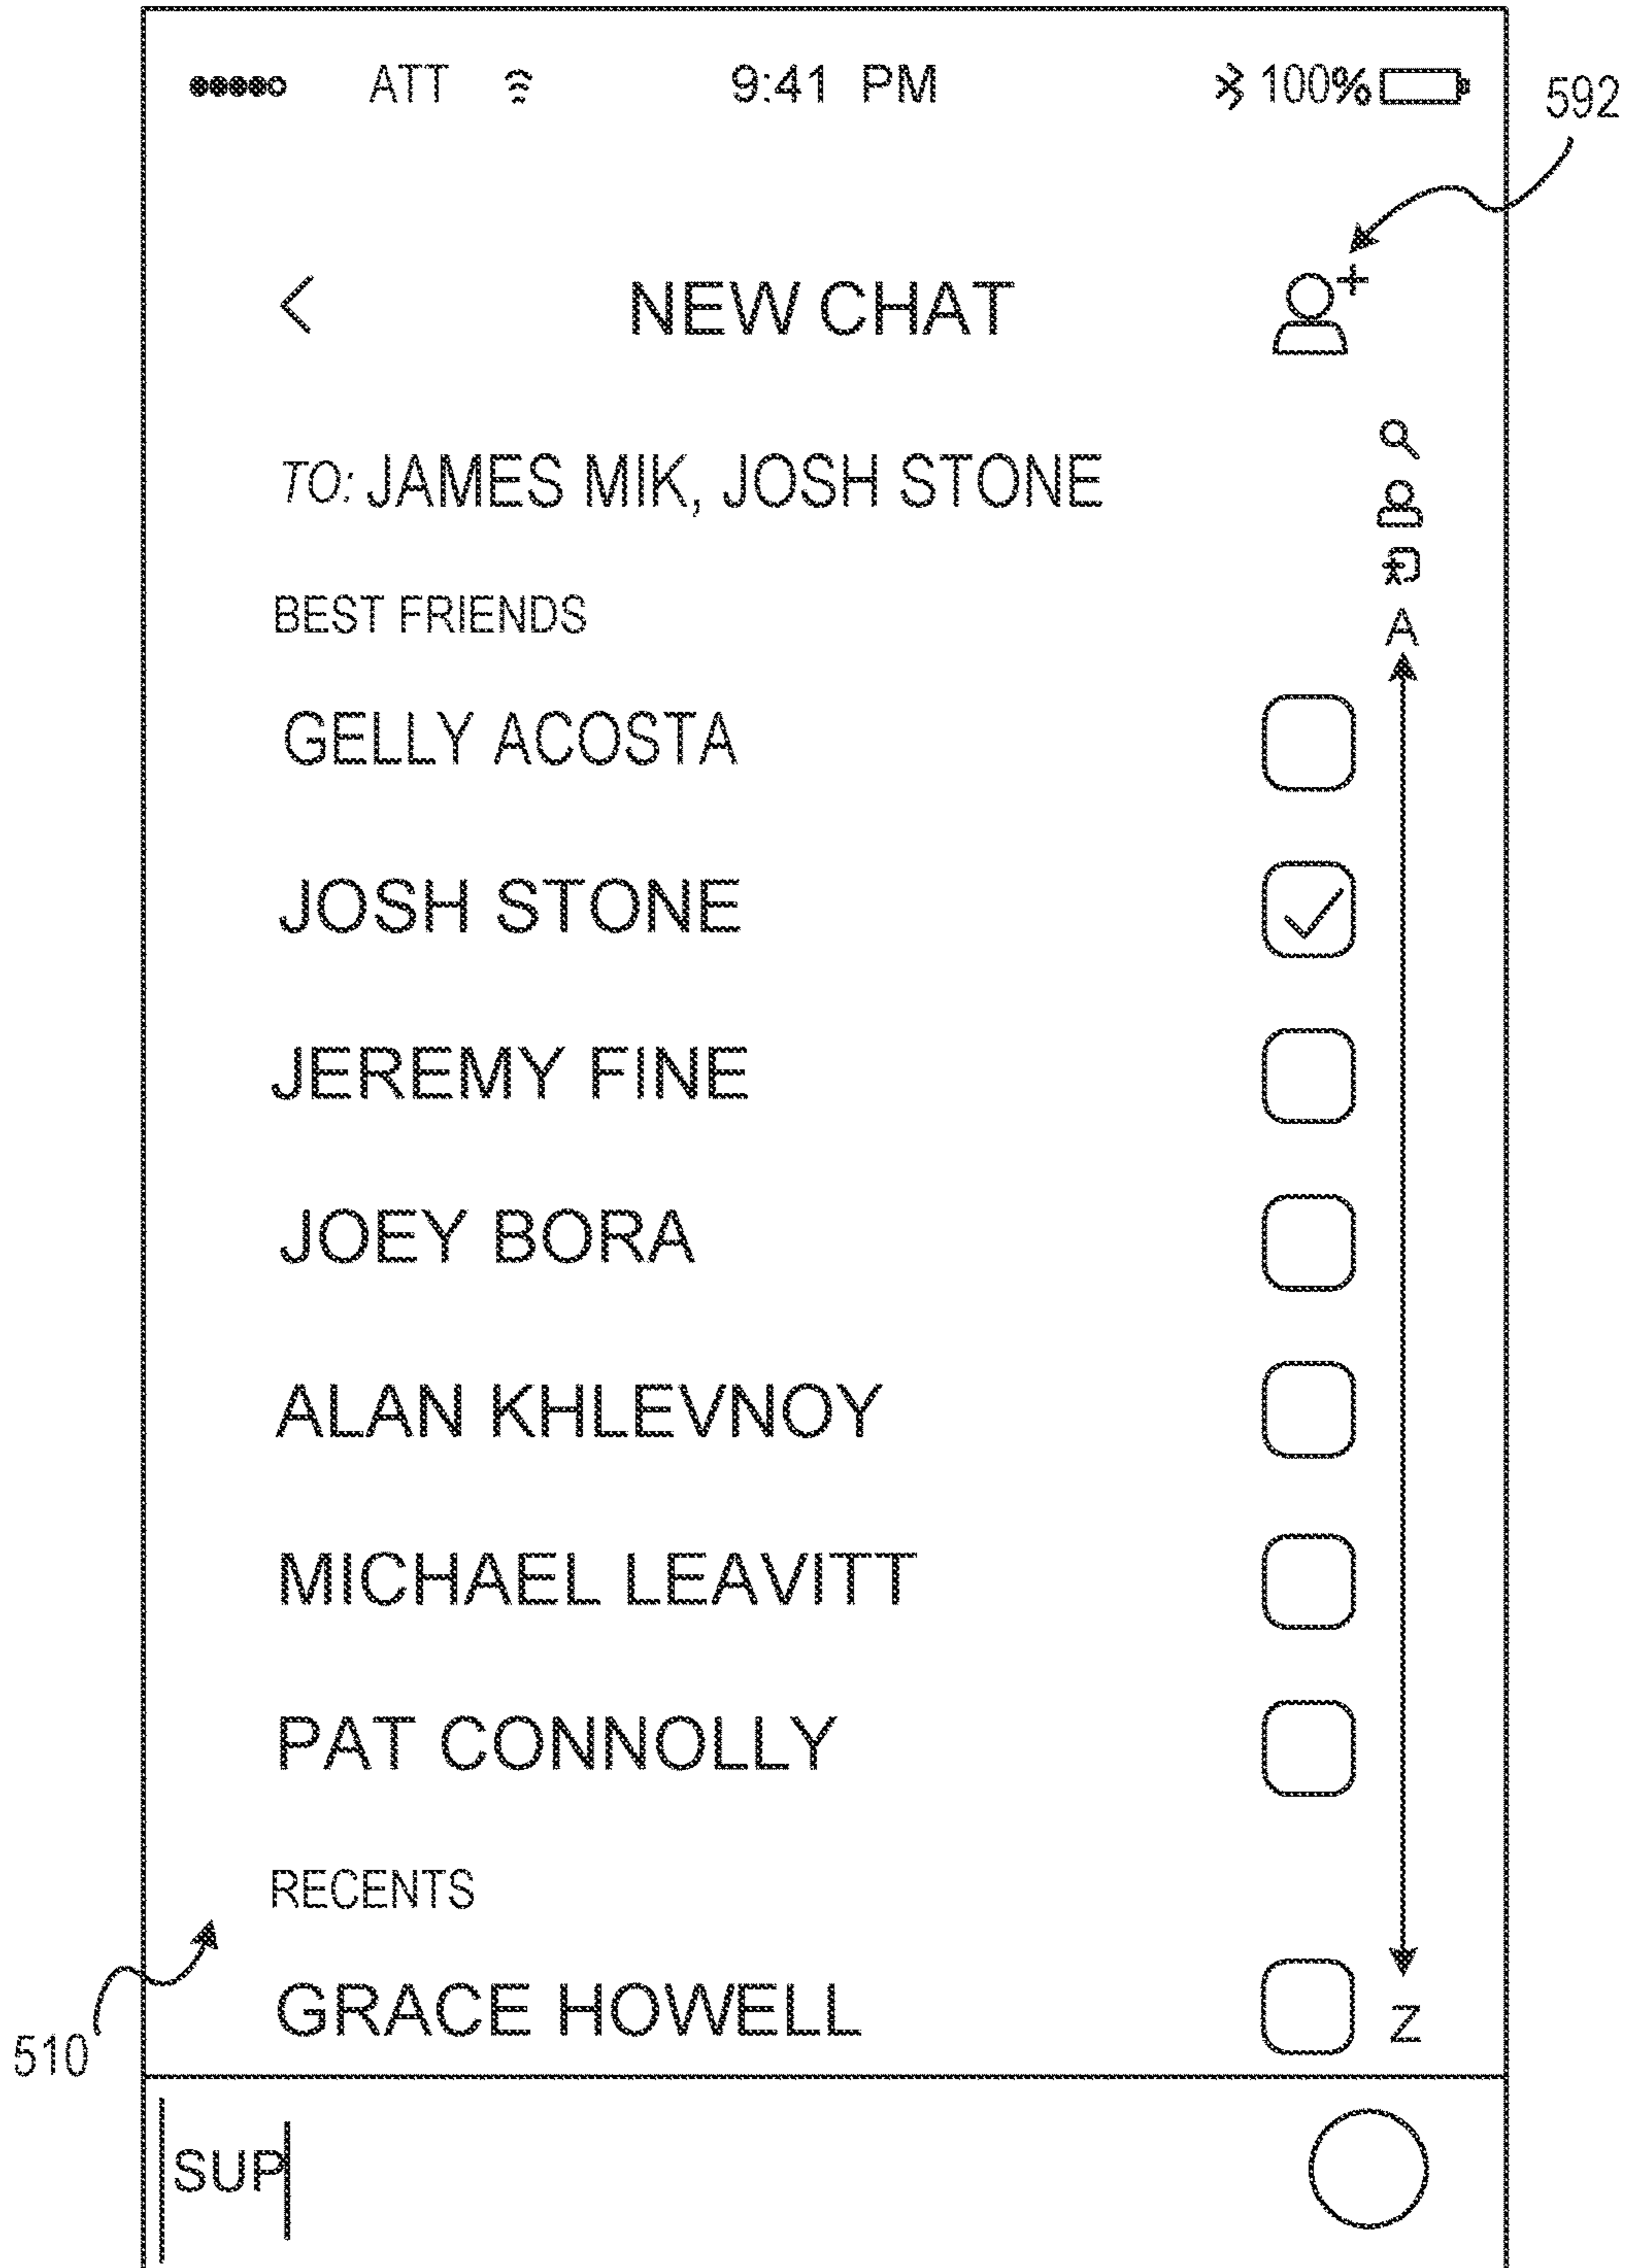 ATT 9:41 PM 100%
592
NEW CHAT
TO: JAMES MIK, JOSH STONE
BEST FRIENDS
A
GELLY ACOSTA
JOSH STONE
JEREMY FINE
JOEY BORA
ALAN KHLEVNOY
MICHAEL LEAVITT
PAT CONNOLLY
RECENTS
GRACE HOWELL
Z
510
SUP